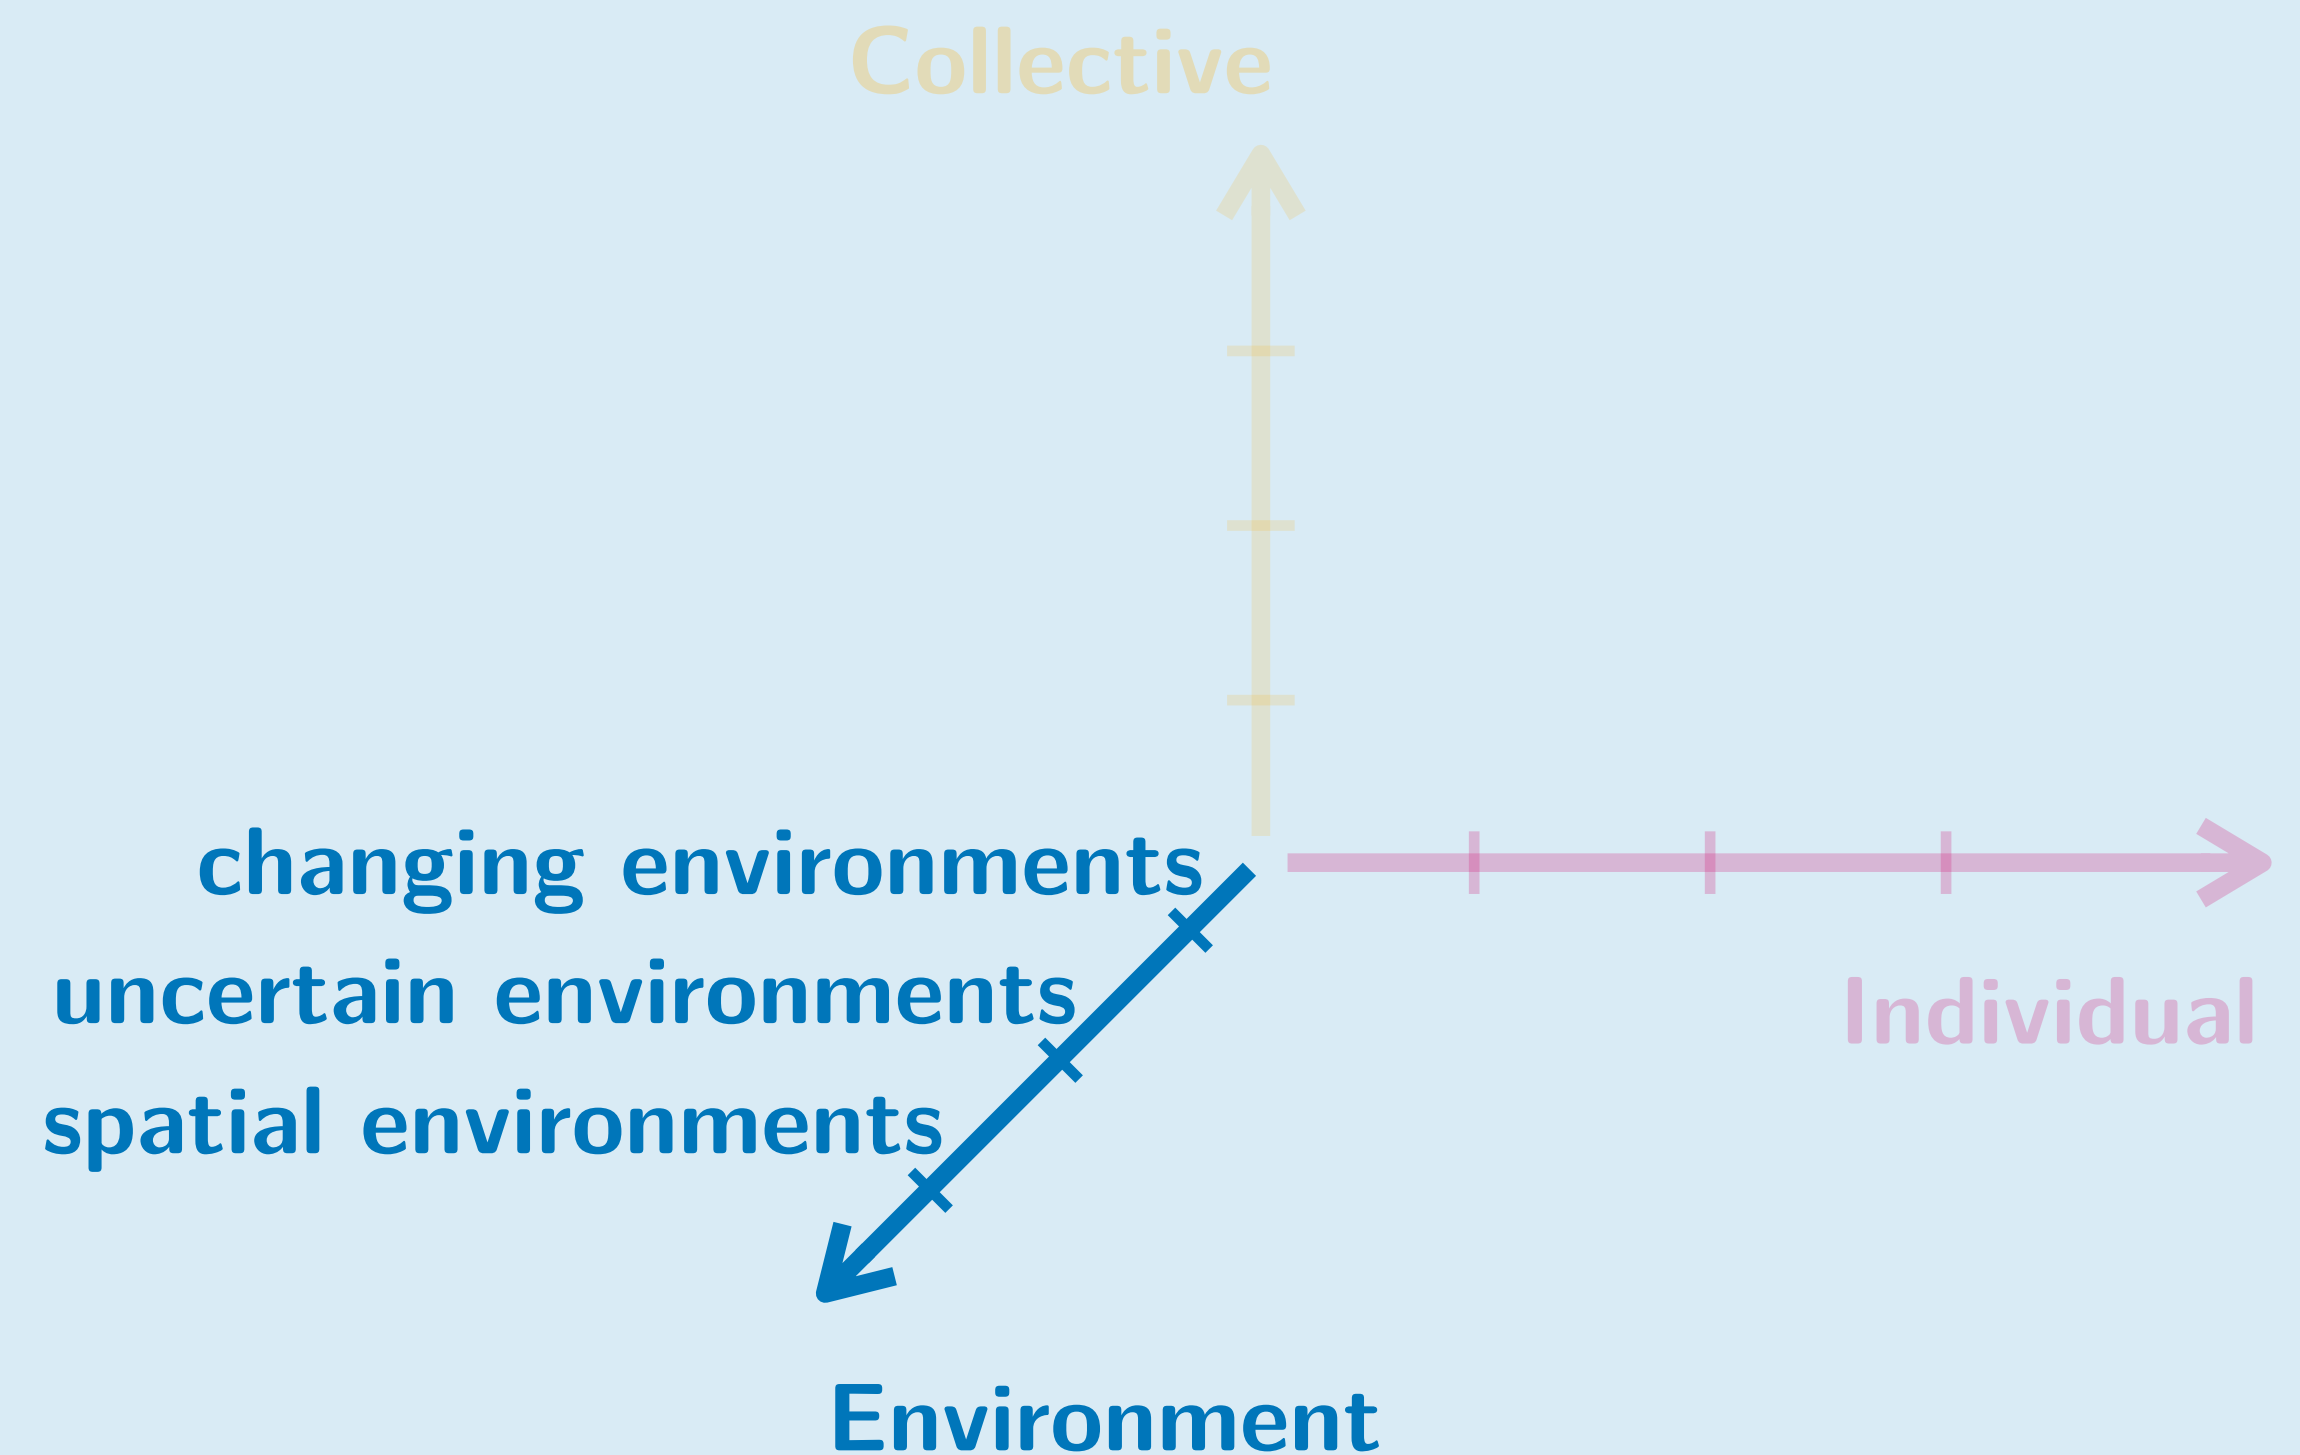 Collective
changing environments
uncertain environments
Individual
spatial environments
Environment